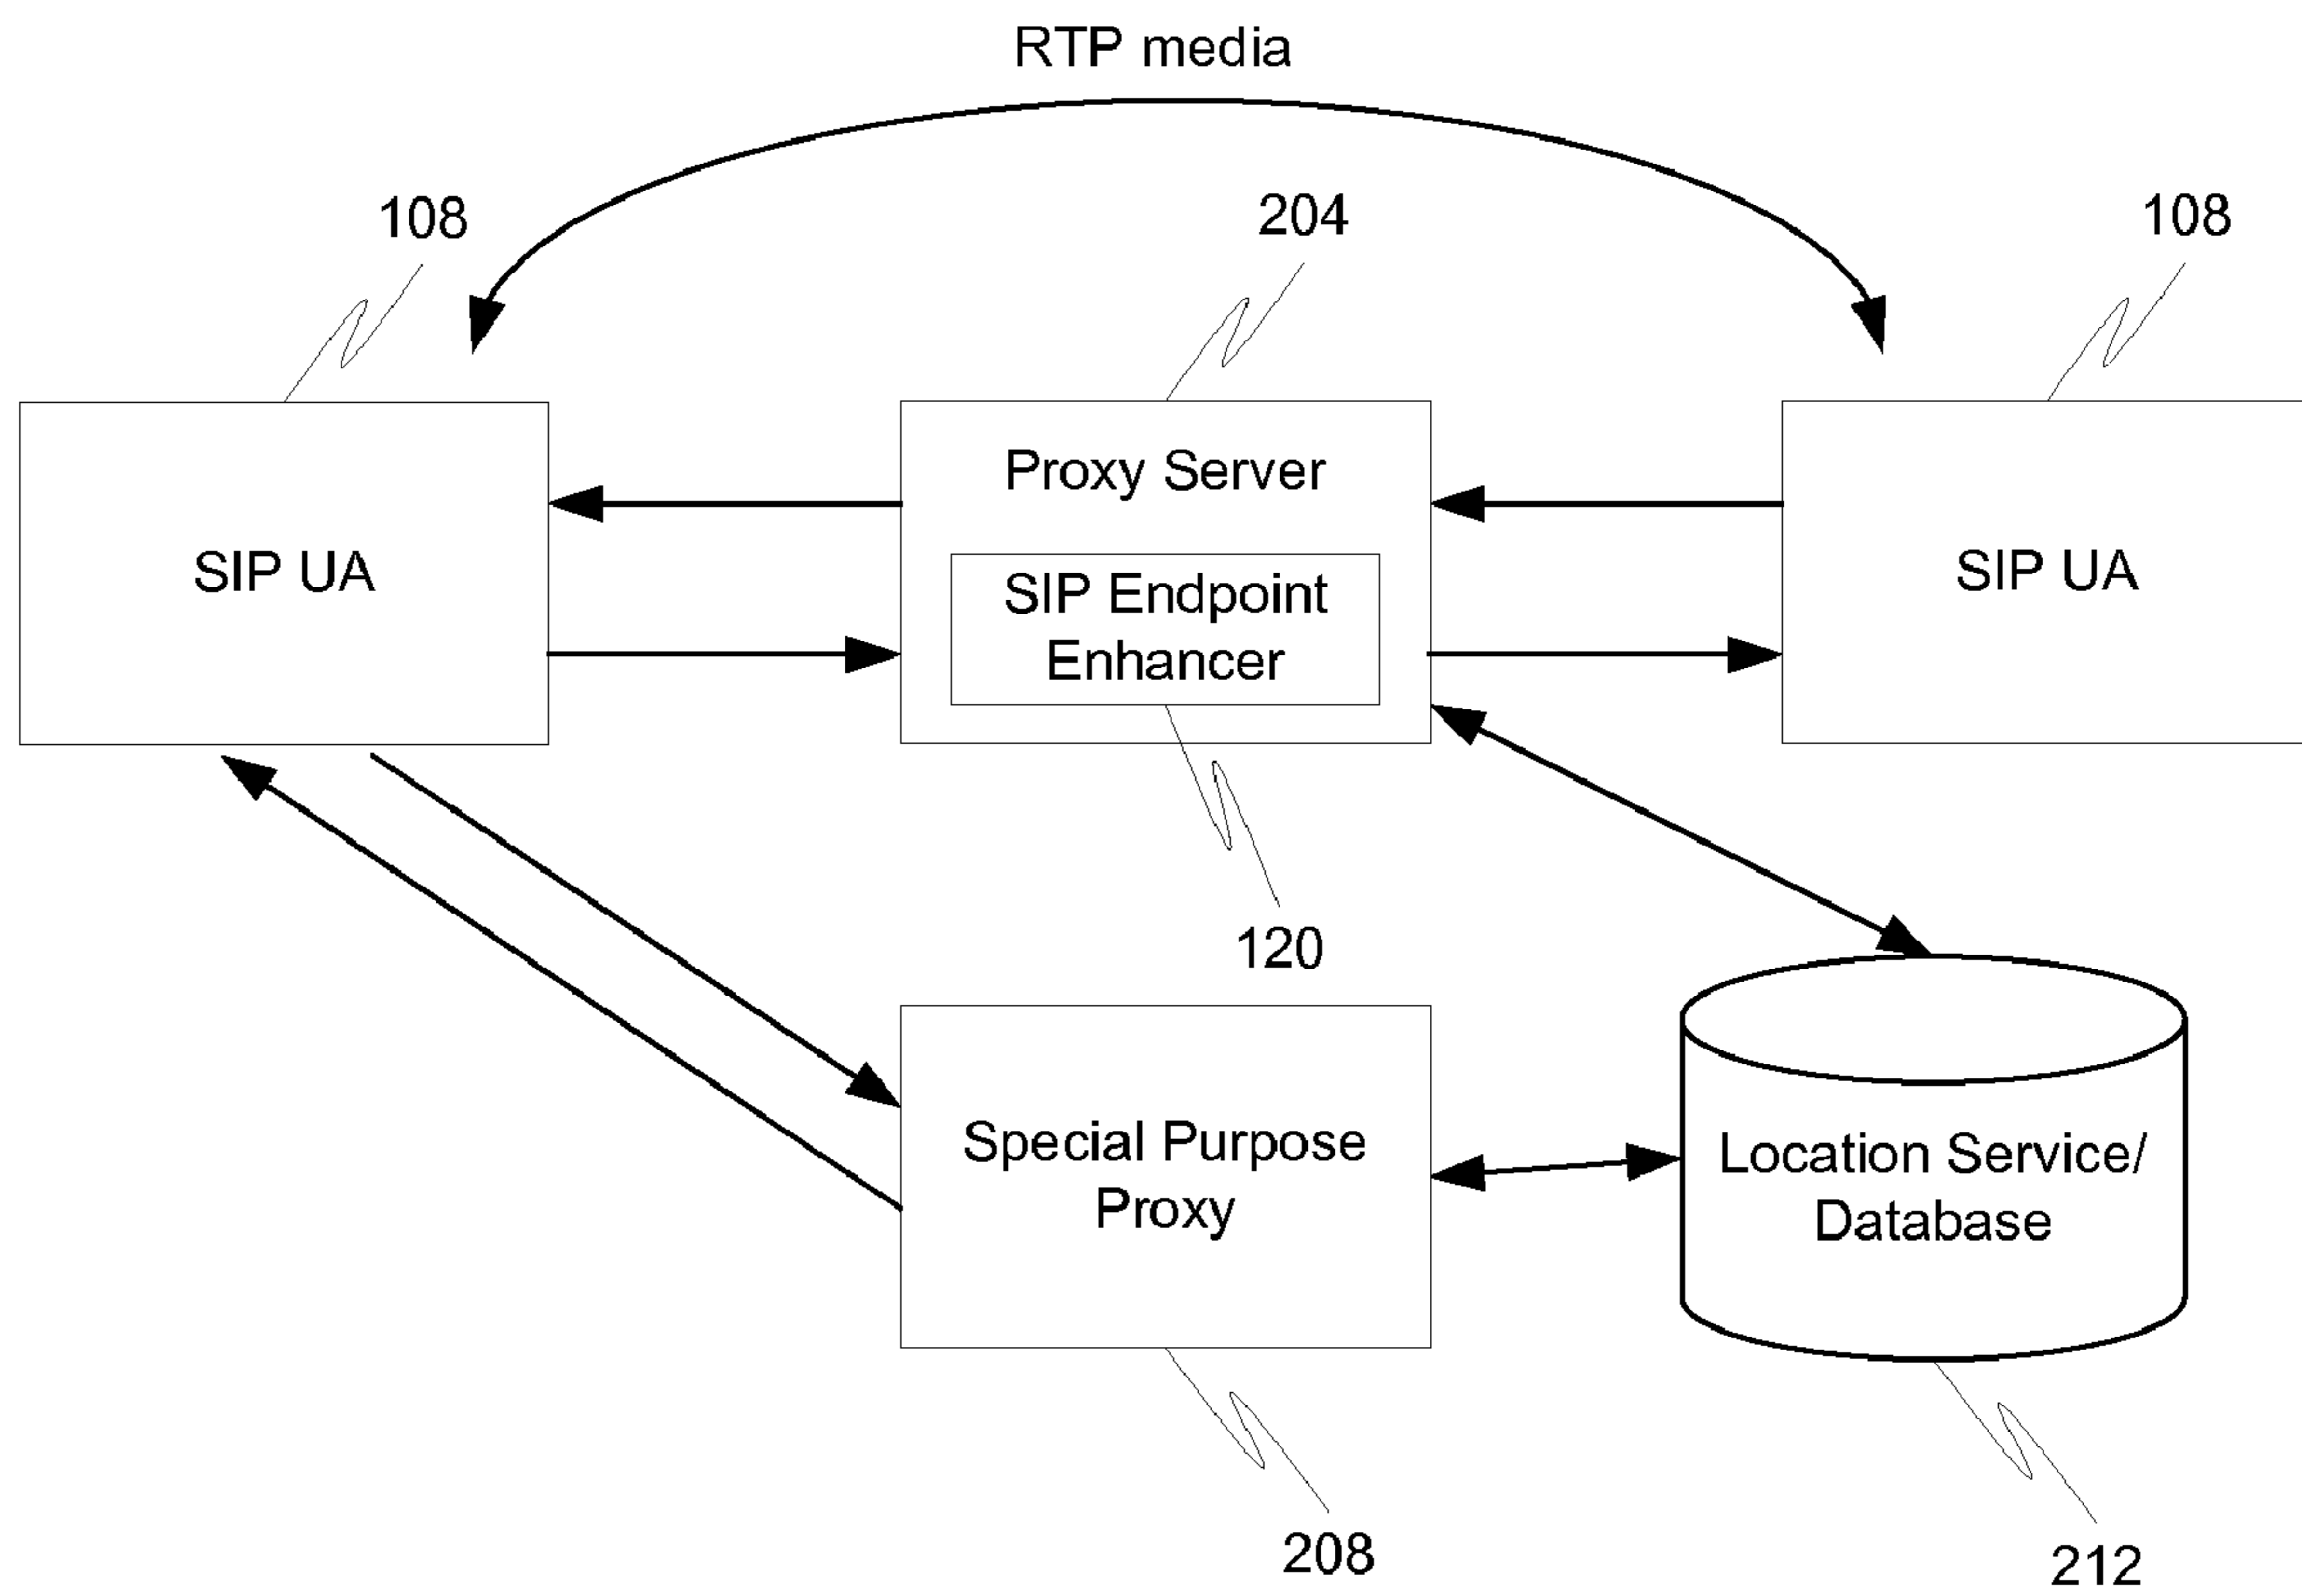 RTP media
108
204
108
Proxy Server
SIP UA
SIP Endpoint
Enhancer
SIP UA
120
Special Purpose
Proxy
Location Service/
Database
208
212